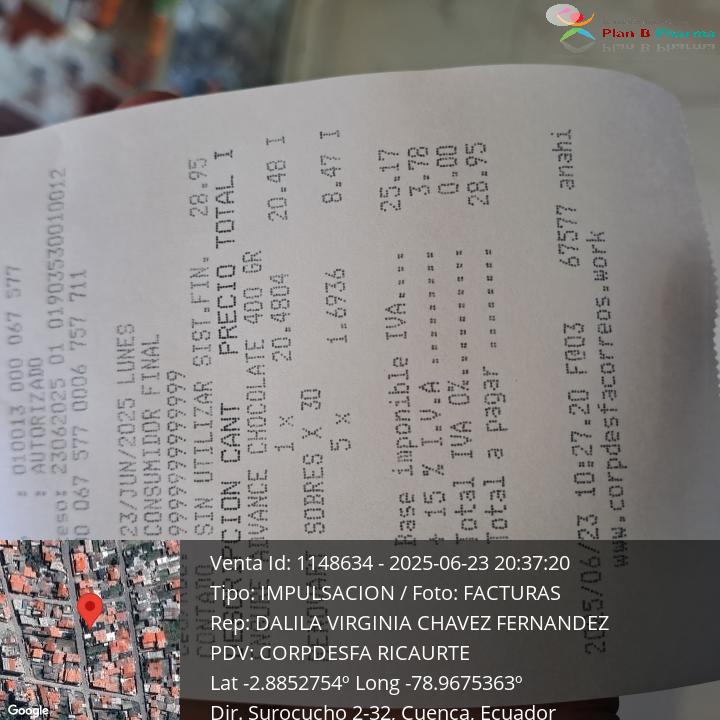 Plan B Pharma
: 010013 000 067 577
: AUTORIZADO
eso: 23062025 01 01903530010012
0 067 577 0006 757 711
23/JUN/2025 LUNES
CONSUMIDOR FINAL
9999999999999
CONTADO SIN UTILIZAR SIST.FIN. 28.95
CANT PRECIO TOTAL I
ADVANCE CHOCOLATE 400 GR
1 x 20.4804 20.48 I
SOBRES X 30
5 x 1.6936 8.47 I
Base imponible IVA.... 25.17
+ 15 % I.V.A 3.78
Total IVA 0%.. 0.00
Total a pagar 28.95
2025/06/23 10:27:20 F003 67577 anahi
www.corpdesfacorreos.work
Venta Id: 1148634 - 2025-06-23 20:37:20
Tipo: IMPULSACION / Foto: FACTURAS
Rep: DALILA VIRGINIA CHAVEZ FERNANDEZ
PDV: CORPDESFA RICAURTE
Lat -2.8852754º Long -78.9675363º
Dir. Surocucho 2-32, Cuenca, Ecuador
Google